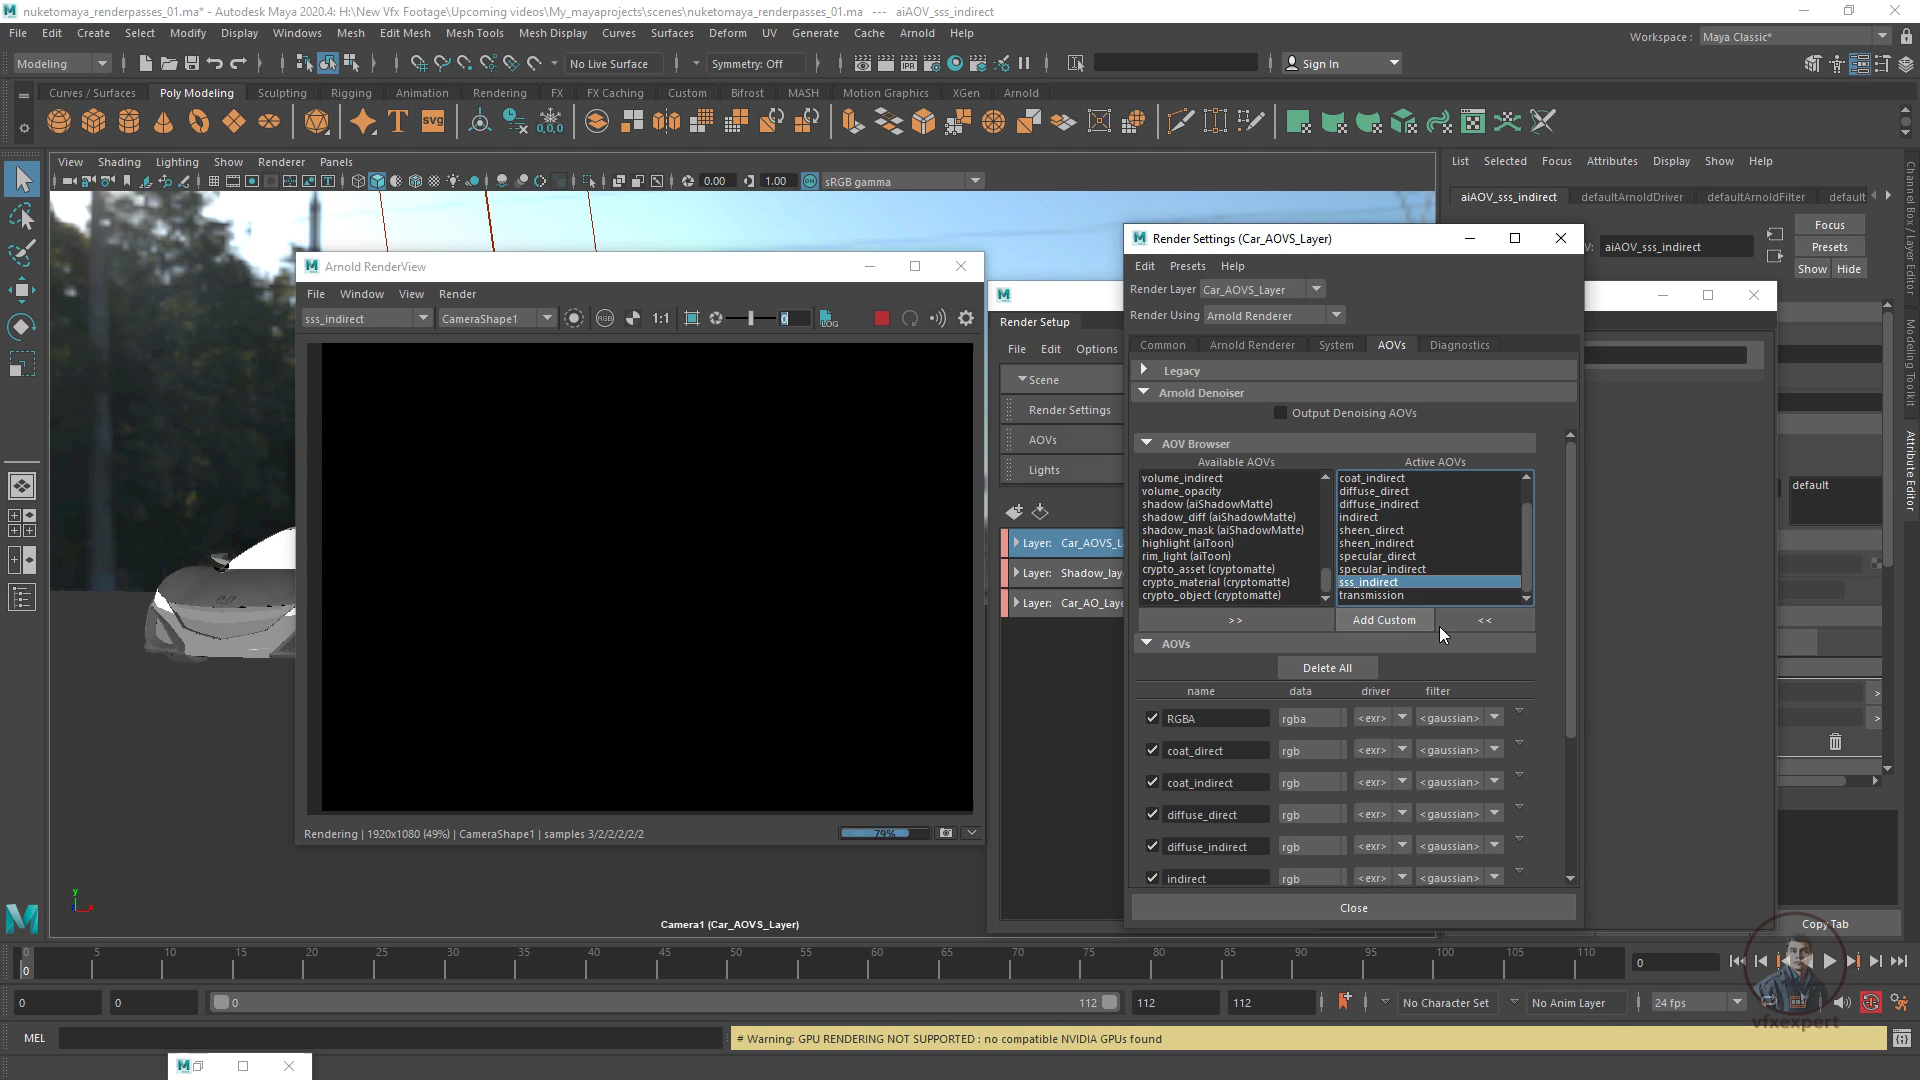 nuketomaya_renderpasses_01.ma* - Autodesk Maya 2020.4: H:\New Vfx Footage\Upcoming videos\My_mayaprojects\scenes\nuketomaya_renderpasses_01.ma --- aiAOV_sss_indirect
File Edit Create Select Modify Display Windows Mesh Edit Mesh Mesh Tools Mesh Display Curves Surfaces Deform UV Generate Cache Arnold Help
Workspace : Maya Classic*
Modeling No Live Surface Symmetry: Off Sign In
Curves / Surfaces Poly Modeling Sculpting Rigging Animation Rendering FX FX Caching Custom Bifrost MASH Motion Graphics XGen Arnold
View Shading Lighting Show Renderer Panels
0.00 1.00 sRGB gamma
List Selected Focus Attributes Display Show Help
aiAOV_sss_indirect defaultArnoldDriver defaultArnoldFilter default
Focus
Presets
Show Hide
aiAOV_sss_indirect
default
Copy Tab
Channel Box / Layer Editor
Modeling Toolkit
Attribute Editor
Arnold RenderView
File Window View Render
sss_indirect CameraShape1 1:1 0 LOG
Rendering | 1920x1080 (49%) | CameraShape1 | samples 3/2/2/2/2/2
79%
Render Setup
File Edit Options
Scene
Render Settings
AOVs
Lights
Layer: Car_AOVS_L
Layer: Shadow_lay
Layer: Car_AO_Laye
Render Settings (Car_AOVS_Layer)
Edit Presets Help
Render Layer Car_AOVS_Layer
Render Using Arnold Renderer
Common Arnold Renderer System AOVs Diagnostics
Legacy
Arnold Denoiser
Output Denoising AOVs
AOV Browser
Available AOVs Active AOVs
volume_indirect coat_indirect
volume_opacity diffuse_direct
shadow (aiShadowMatte) diffuse_indirect
shadow_diff (aiShadowMatte) indirect
shadow_mask (aiShadowMatte) sheen_direct
highlight (aiToon) sheen_indirect
rim_light (aiToon) specular_direct
crypto_asset (cryptomatte) specular_indirect
crypto_material (cryptomatte) sss_indirect
crypto_object (cryptomatte) transmission
>> Add Custom <<
AOVs
Delete All
name data driver filter
RGBA rgba <exr> <gaussian>
coat_direct rgb <exr> <gaussian>
coat_indirect rgb <exr> <gaussian>
diffuse_direct rgb <exr> <gaussian>
diffuse_indirect rgb <exr> <gaussian>
indirect rgb <exr> <gaussian>
Close
Camera1 (Car_AOVS_Layer)
0 5 10 15 20 25 30 35 40 45 50 55 60 65 70 75 80 85 90 95 100 105 110
0 0
0 0 0 112 112 112 No Character Set No Anim Layer 24 fps
vfxexpert
MEL # Warning: GPU RENDERING NOT SUPPORTED : no compatible NVIDIA GPUs found